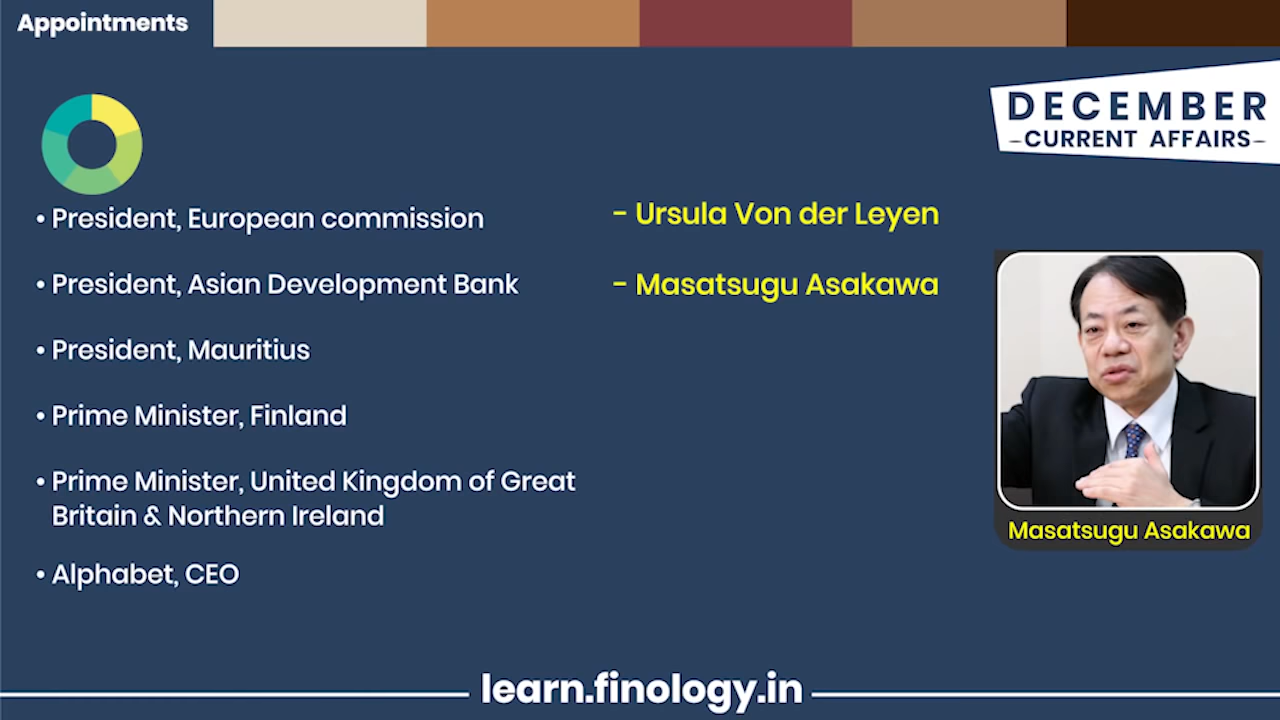 Appointments
DECEMBER
–CURRENT AFFAIRS–
• President, European commission
- Ursula Von der Leyen
• President, Asian Development Bank
- Masatsugu Asakawa
• President, Mauritius
• Prime Minister, Finland
• Prime Minister, United Kingdom of Great
Britain & Northern Ireland
• Alphabet, CEO
Masatsugu Asakawa
learn.finology.in